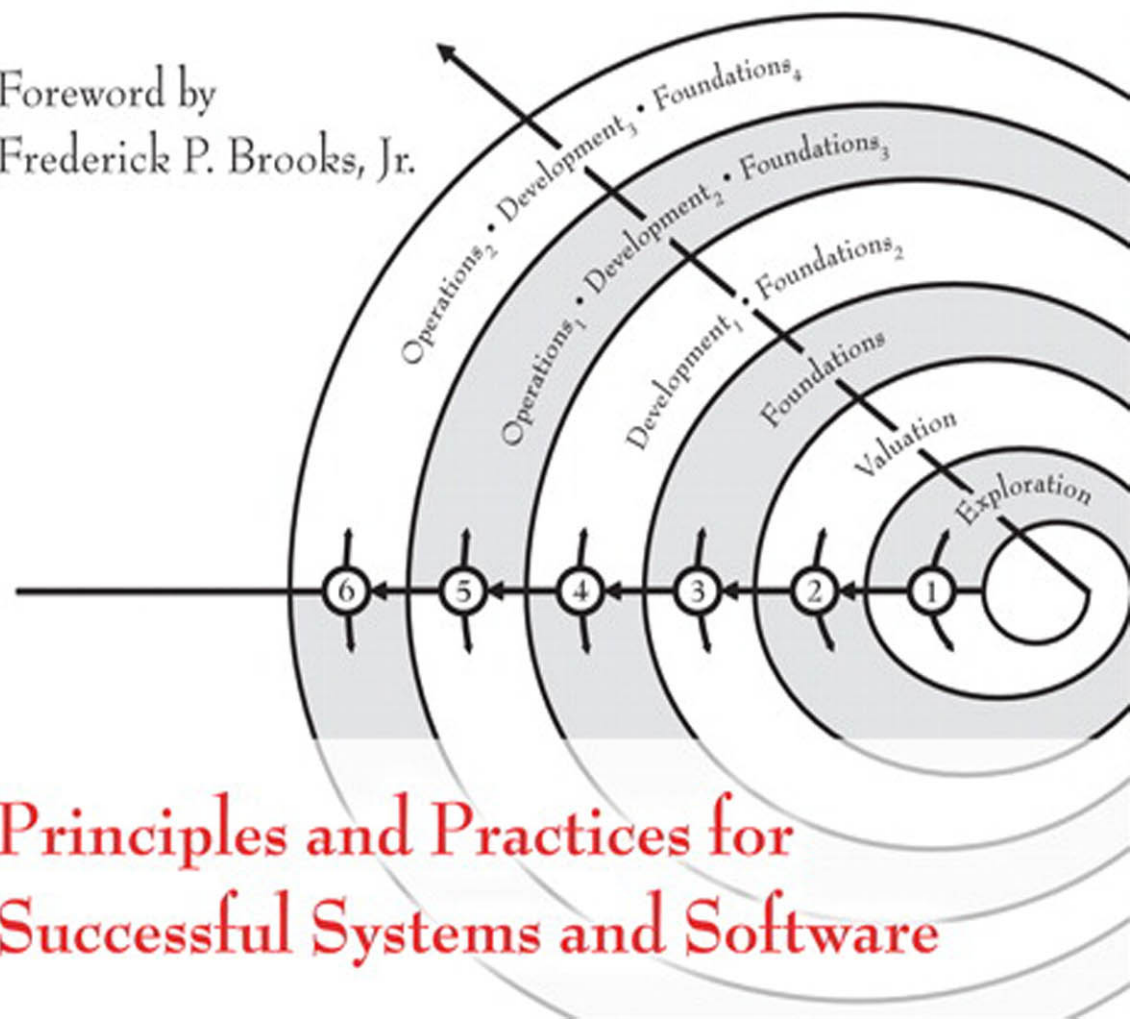 Foreword by
Frederick P. Brooks, Jr.
Operations₂ • Development₃ • Foundations₄
Operations₁ • Development₂ • Foundations₃
Development₁ • Foundations₂
Foundations
Valuation
Exploration
6 5 4 3 2 1
Principles and Practices for
Successful Systems and Software